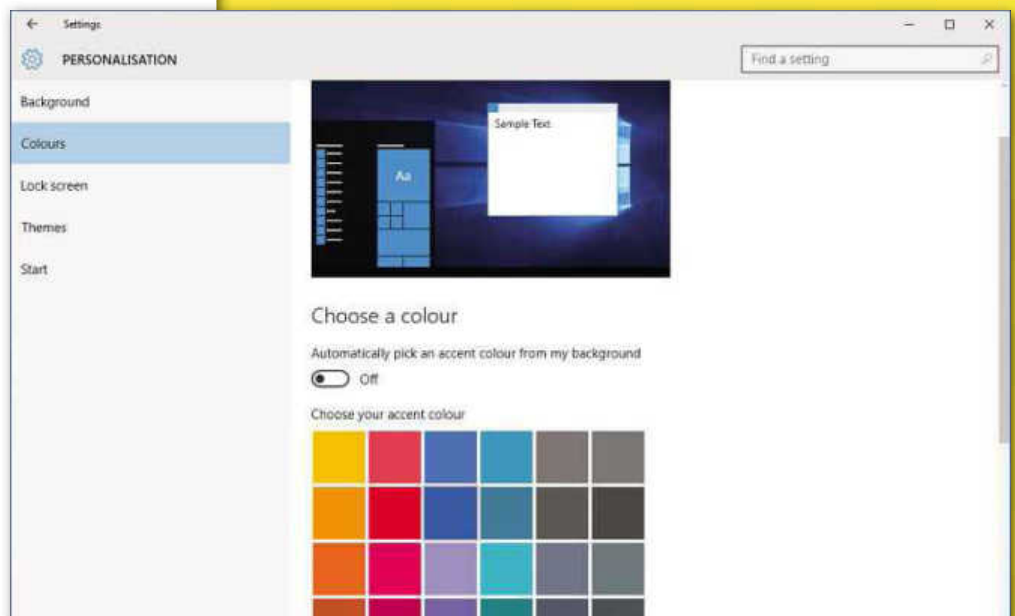 Settings
PERSONALISATION
Find a setting
Background
Colours
Lock screen
Themes
Start
Sample Text
Aa
Choose a colour
Automatically pick an accent colour from my background
Off
Choose your accent colour